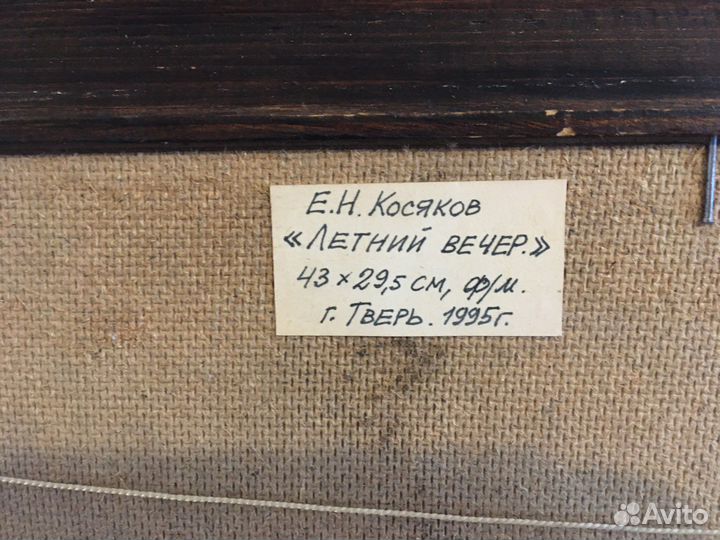 Е.Н. Косяков
«Летний вечер.»
43 × 29,5 см, ф/м.
г. Тверь. 1995г.
Avito